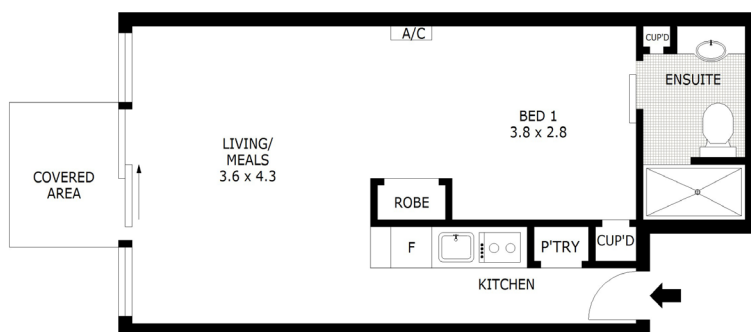 A/C
CUP'D
ENSUITE
BED 1
3.8 x 2.8
LIVING/
MEALS
3.6 x 4.3
COVERED
AREA
ROBE
F
P'TRY
CUP'D
KITCHEN